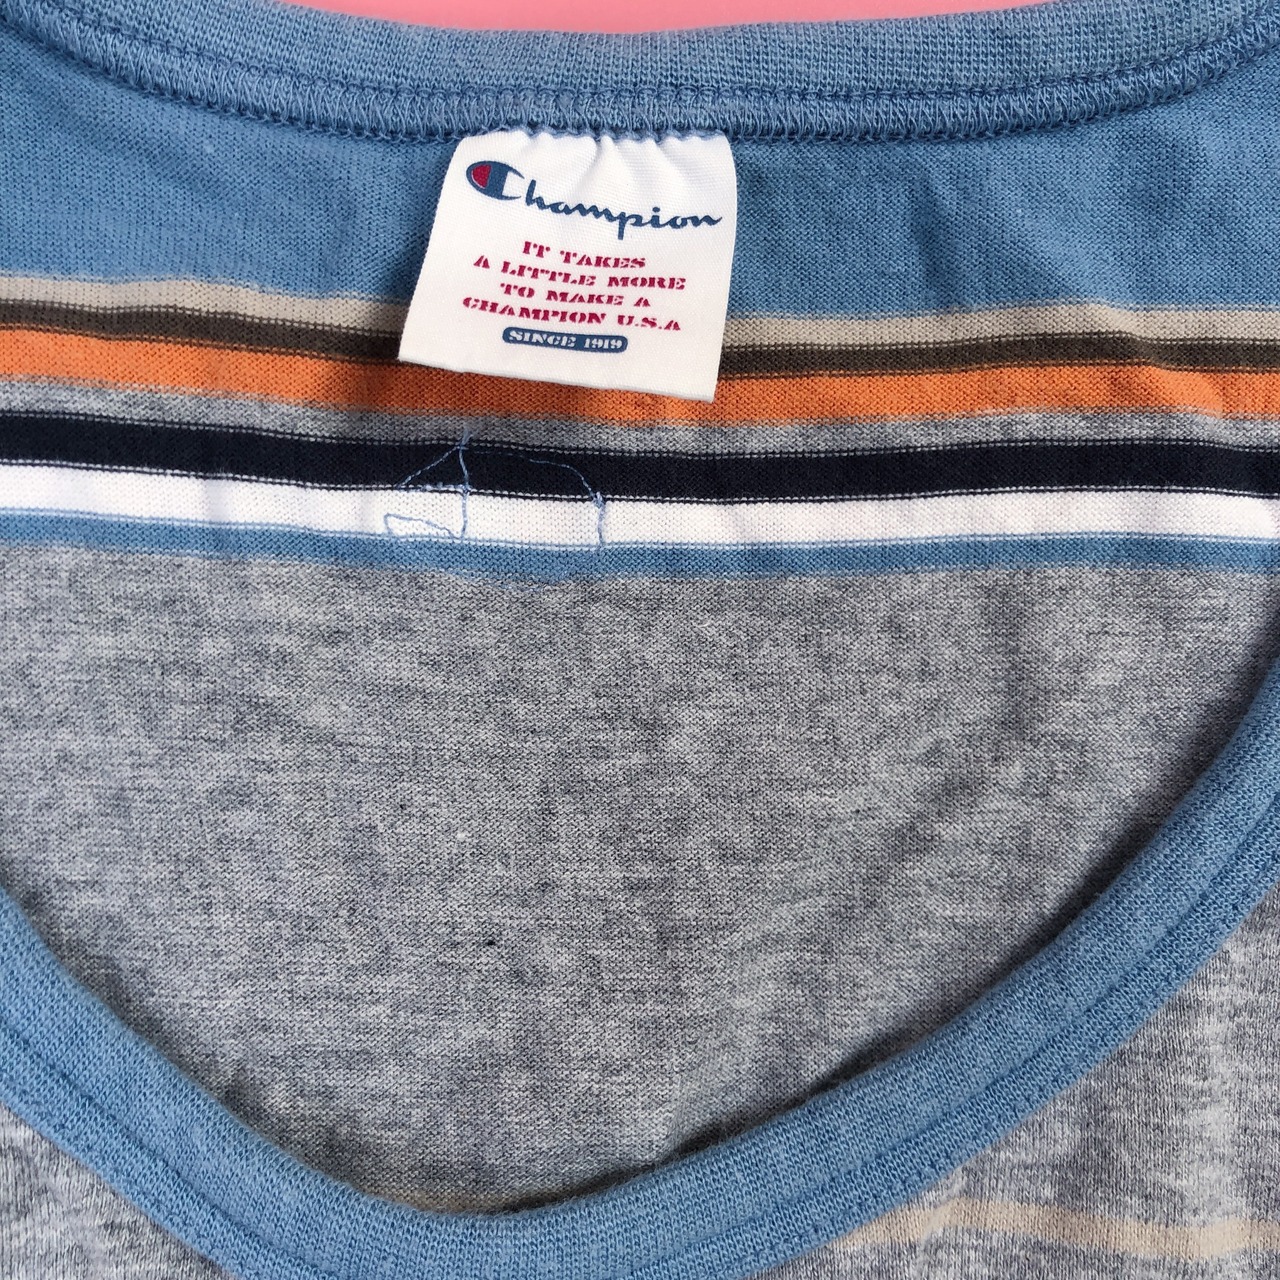 Champion
IT TAKES
A LITTLE MORE
TO MAKE A
CHAMPION U.S.A
SINCE 1919